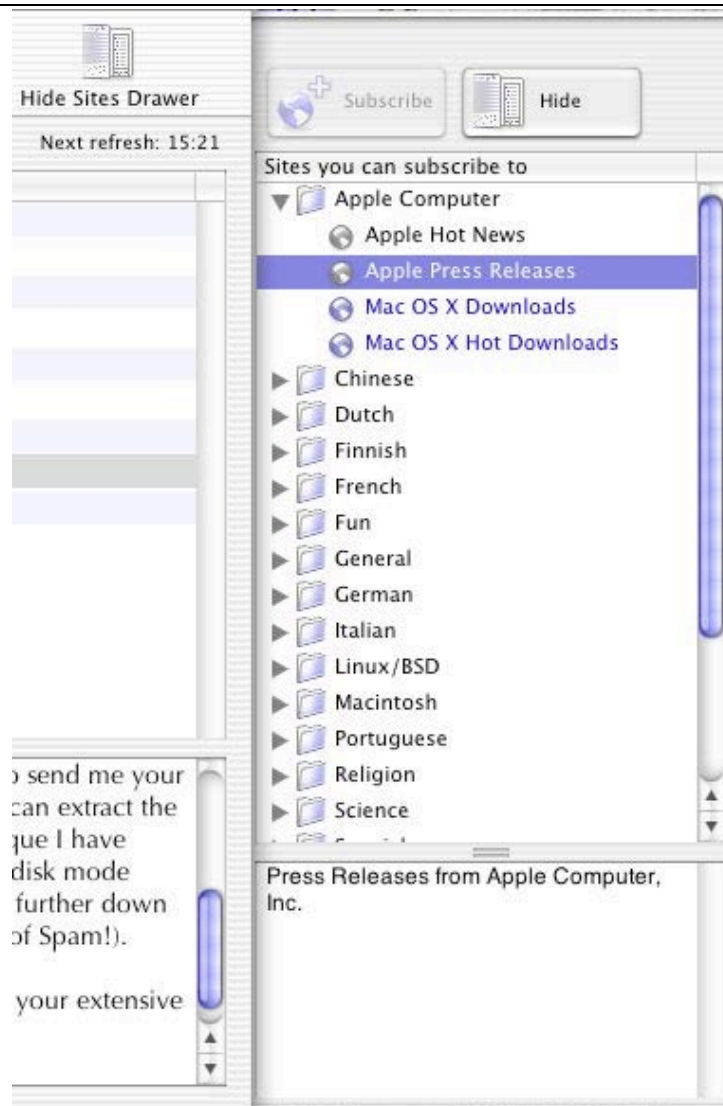 Hide Sites Drawer
Next refresh: 15:21
send me your
can extract the
que I have
disk mode
further down
of Spam!).
your extensive
Subscribe
Hide
Sites you can subscribe to
Apple Computer
Apple Hot News
Apple Press Releases
Mac OS X Downloads
Mac OS X Hot Downloads
Chinese
Dutch
Finnish
French
Fun
General
German
Italian
Linux/BSD
Macintosh
Portuguese
Religion
Science
Press Releases from Apple Computer,
Inc.